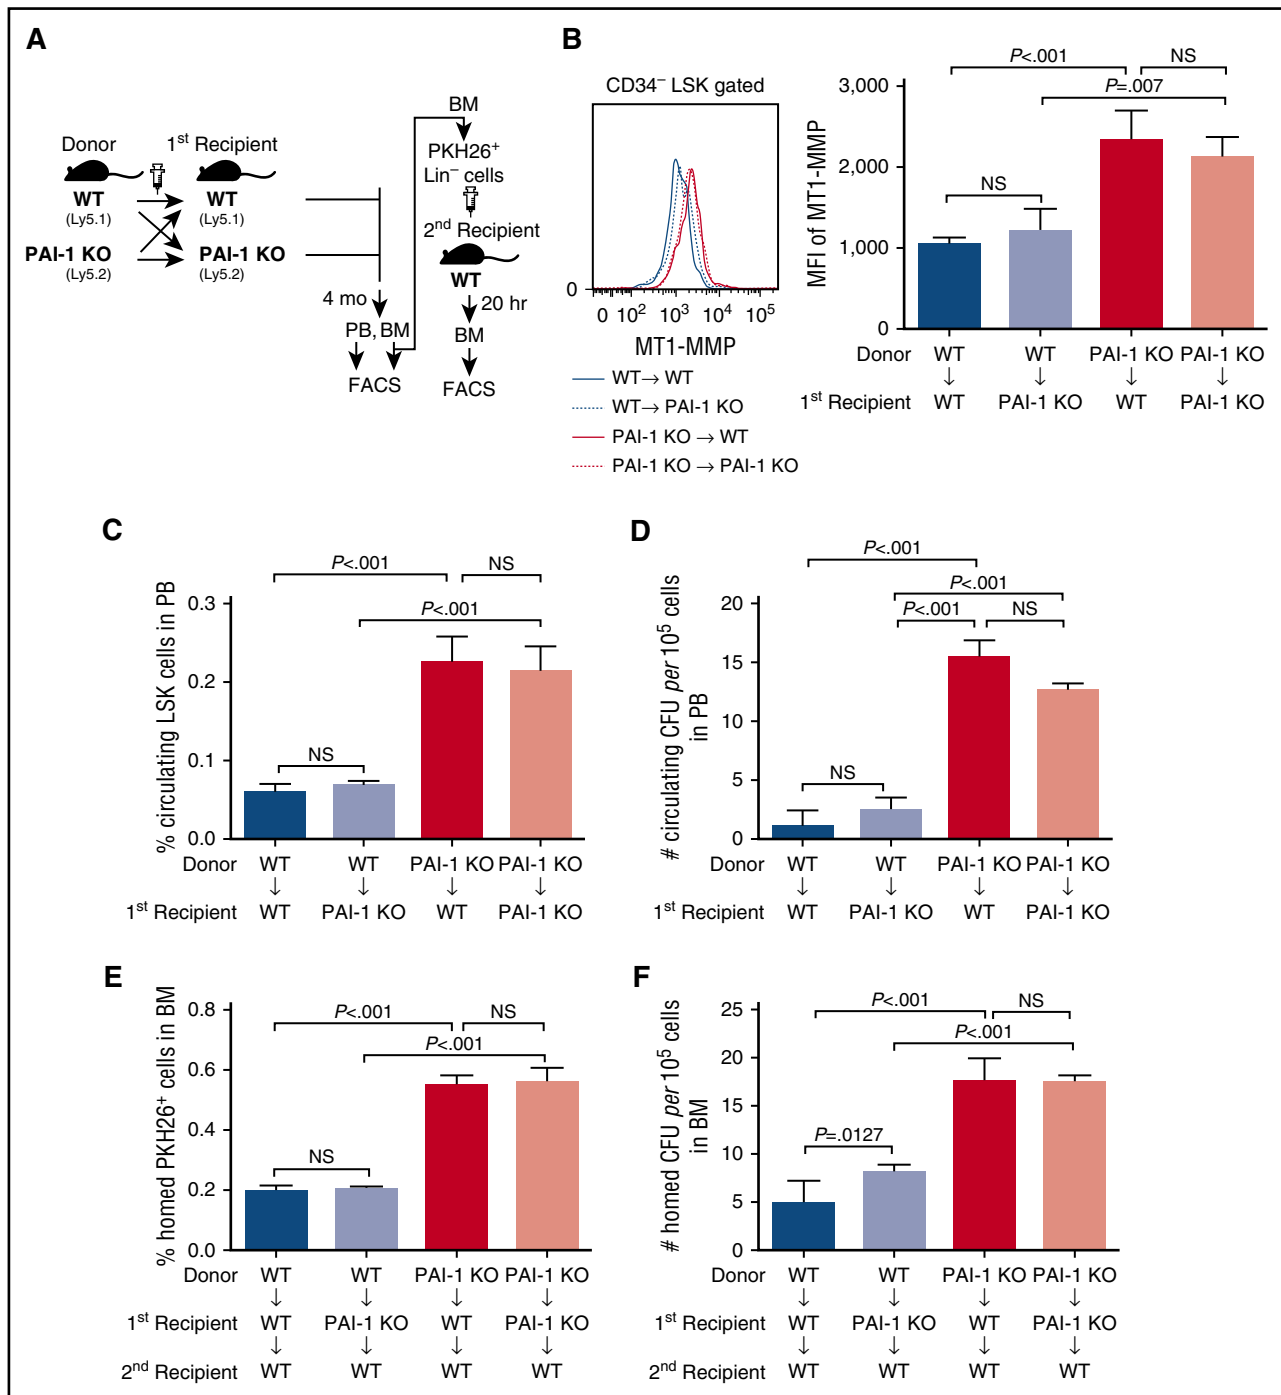 A
Donor
1st Recipient
WT
(Ly5.1)
WT
(Ly5.1)
PAI-1 KO
(Ly5.2)
PAI-1 KO
(Ly5.2)
4 mo
PB, BM
FACS
BM
PKH26+
Lin− cells
2nd Recipient
WT
20 hr
BM
FACS
B
CD34− LSK gated
0
0 10² 10³ 10⁴ 10⁵
MT1-MMP
WT→ WT
WT→ PAI-1 KO
PAI-1 KO → WT
PAI-1 KO → PAI-1 KO
P<.001 NS
P=.007
NS
MFI of MT1-MMP
3,000
2,000
1,000
0
Donor WT WT PAI-1 KO PAI-1 KO
↓ ↓ ↓ ↓
1st Recipient WT PAI-1 KO WT PAI-1 KO
C
P<.001 NS
P<.001
NS
% circulating LSK cells in PB
0.3
0.2
0.1
0.0
Donor WT WT PAI-1 KO PAI-1 KO
↓ ↓ ↓ ↓
1st Recipient WT PAI-1 KO WT PAI-1 KO
D
P<.001
P<.001
P<.001 NS
NS
# circulating CFU per 10⁵ cells
in PB
20
15
10
5
0
Donor WT WT PAI-1 KO PAI-1 KO
↓ ↓ ↓ ↓
1st Recipient WT PAI-1 KO WT PAI-1 KO
E
P<.001 NS
P<.001
NS
% homed PKH26+ cells in BM
0.8
0.6
0.4
0.2
0.0
Donor WT WT PAI-1 KO PAI-1 KO
↓ ↓ ↓ ↓
1st Recipient WT PAI-1 KO WT PAI-1 KO
↓ ↓ ↓ ↓
2nd Recipient WT WT WT WT
F
P<.001 NS
P<.001
P=.0127
# homed CFU per 10⁵ cells
in BM
25
20
15
10
5
0
Donor WT WT PAI-1 KO PAI-1 KO
↓ ↓ ↓ ↓
1st Recipient WT PAI-1 KO WT PAI-1 KO
↓ ↓ ↓ ↓
2nd Recipient WT WT WT WT